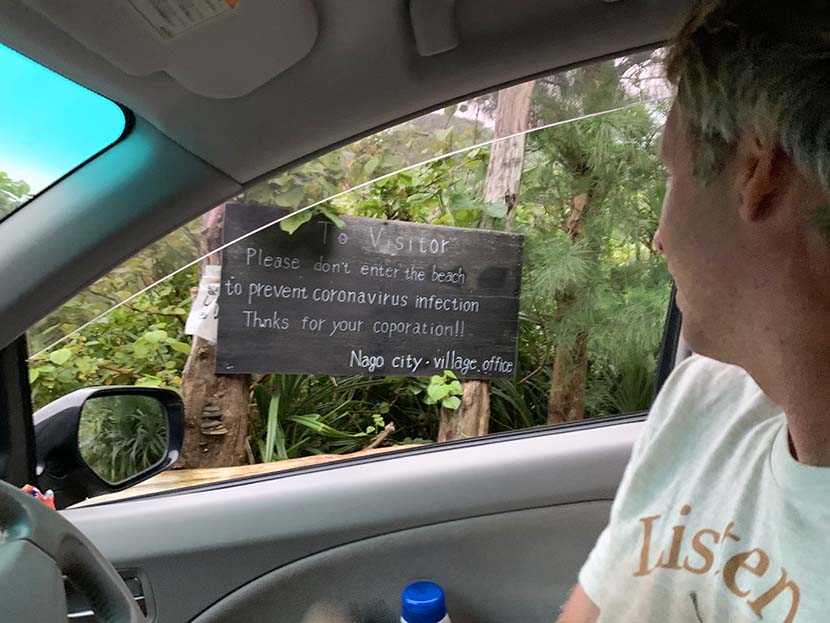 To Visitor
Please don't enter the beach
to prevent coronavirus infection
Thnks for your coporation!!
Nago city・village office
Listen